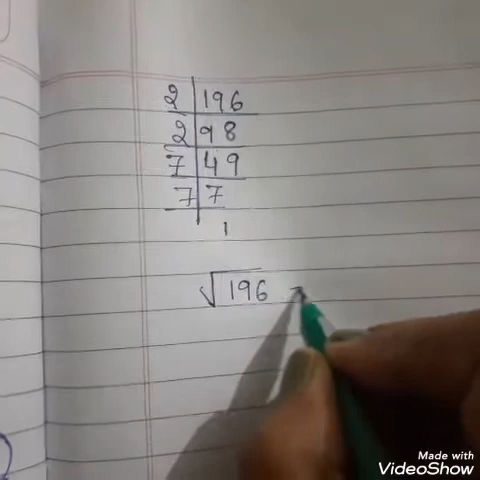 2 | 196
2 | 98
7 | 49
7 | 7
1
√196 =
Made with
VideoShow